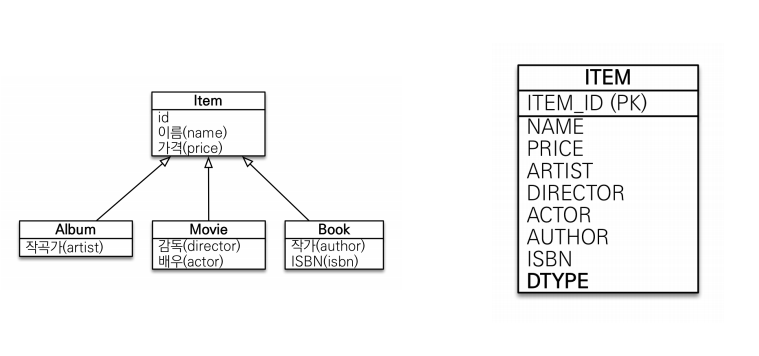 Item
id
이름(name)
가격(price)
Album
작곡가(artist)
Movie
감독(director)
배우(actor)
Book
작가(author)
ISBN(isbn)
ITEM
ITEM_ID (PK)
NAME
PRICE
ARTIST
DIRECTOR
ACTOR
AUTHOR
ISBN
DTYPE